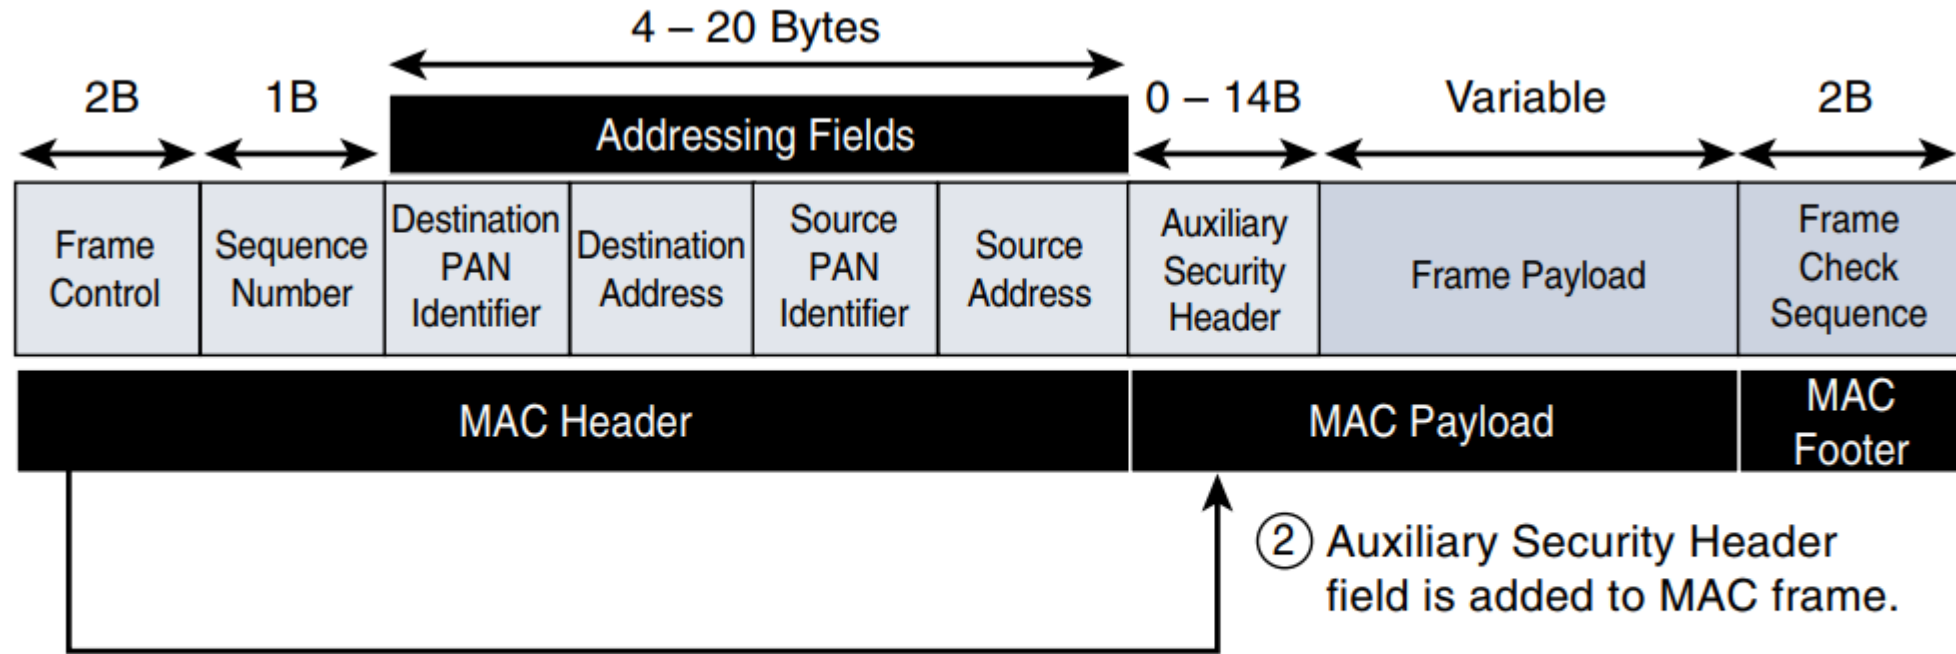 4 – 20 Bytes
2B
1B
0 – 14B
Variable
2B
Addressing Fields
Frame
Control
Sequence
Number
Destination
PAN
Identifier
Destination
Address
Source
PAN
Identifier
Source
Address
Auxiliary
Security
Header
Frame Payload
Frame
Check
Sequence
MAC Header
MAC Payload
MAC
Footer
2 Auxiliary Security Header
field is added to MAC frame.